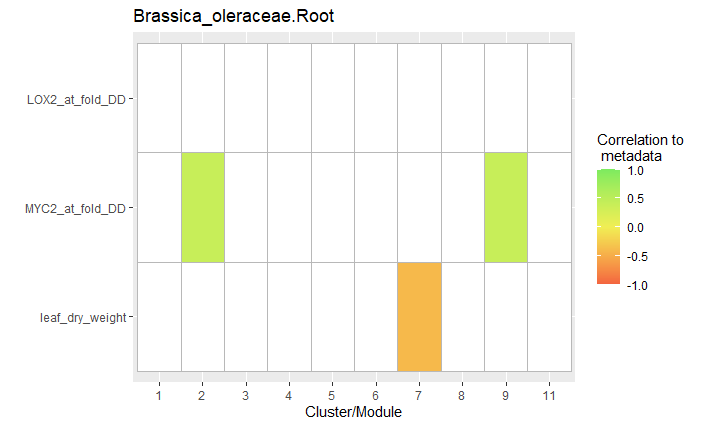 Brassica_oleraceae.Root
LOX2_at_fold_DD
MYC2_at_fold_DD
leaf_dry_weight
1 2 3 4 5 6 7 8 9 11
Cluster/Module
Correlation to
metadata
1.0
0.5
0.0
-0.5
-1.0